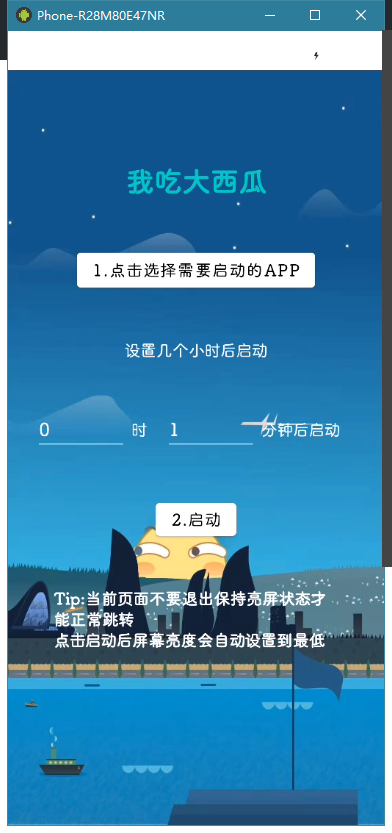 Phone-R28M80E47NR
我吃大西瓜
1.点击选择需要启动的APP
设置几个小时后启动
0 时 1 分钟后启动
2.启动
Tip:当前页面不要退出保持亮屏状态才
能正常跳转
点击启动后屏幕亮度会自动设置到最低